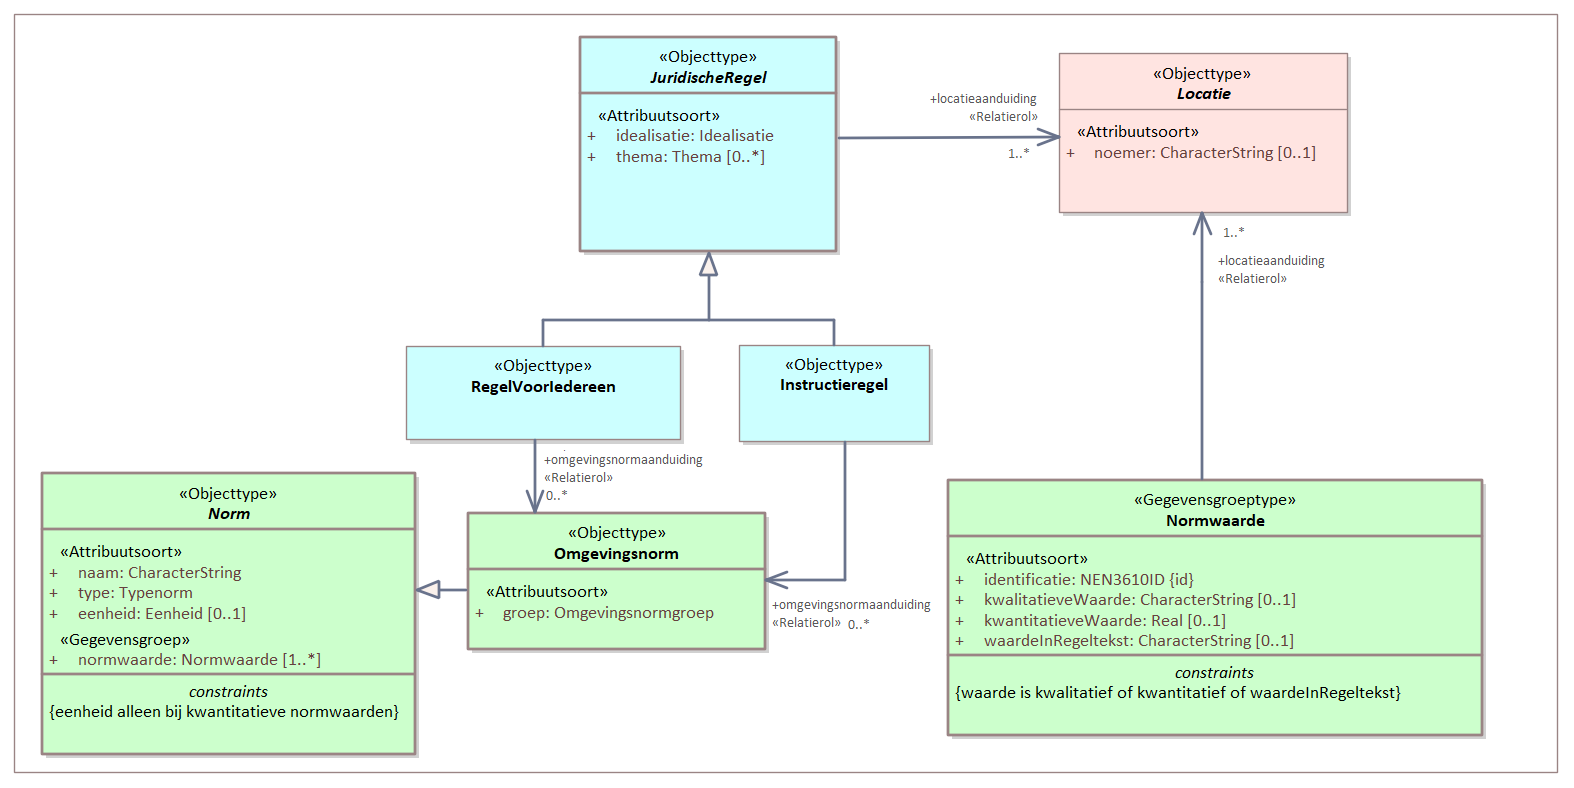 «Objecttype»
JuridischeRegel
«Attribuutsoort»
+ idealisatie: Idealisatie
+ thema: Thema [0..*]
+locatieaanduiding
«Relatierol»
1..*
«Objecttype»
Locatie
«Attribuutsoort»
+ noemer: CharacterString [0..1]
1..*
+locatieaanduiding
«Relatierol»
«Objecttype»
RegelVoorIedereen
«Objecttype»
Instructieregel
+omgevingsnormaanduiding
«Relatierol»
0..*
«Objecttype»
Norm
«Attribuutsoort»
+ naam: CharacterString
+ type: Typenorm
+ eenheid: Eenheid [0..1]
«Gegevensgroep»
+ normwaarde: Normwaarde [1..*]
constraints
{eenheid alleen bij kwantitatieve normwaarden}
«Objecttype»
Omgevingsnorm
«Attribuutsoort»
+ groep: Omgevingsnormgroep
+omgevingsnormaanduiding
«Relatierol» 0..*
«Gegevensgroeptype»
Normwaarde
«Attribuutsoort»
+ identificatie: NEN3610ID {id}
+ kwalitatieveWaarde: CharacterString [0..1]
+ kwantitatieveWaarde: Real [0..1]
+ waardeInRegeltekst: CharacterString [0..1]
constraints
{waarde is kwalitatief of kwantitatief of waardeInRegeltekst}